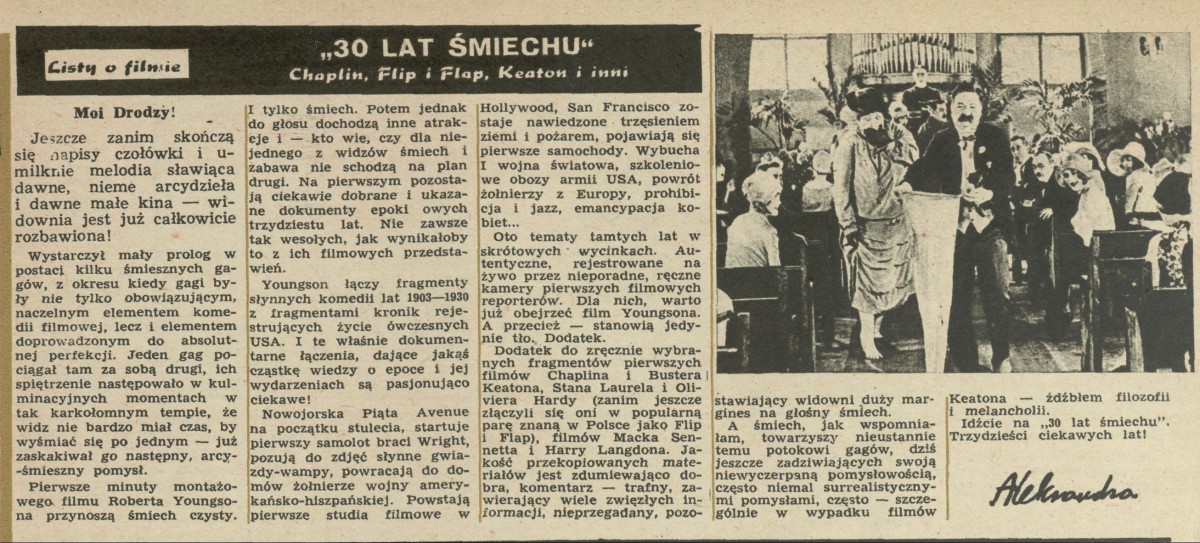 Listy o filmie
„30 LAT ŚMIECHU“
Chaplin, Flip i Flap, Keaton i inni
Moi Drodzy!
Jeszcze zanim skończą
się napisy czołówki i u-
milknie melodia sławiąca
dawne, nieme arcydzieła
i dawne małe kina — wi-
downia jest już całkowicie
rozbawiona!
Wystarczył mały prolog w
postaci kilku śmiesznych ga-
gów, z okresu kiedy gagi by-
ły nie tylko obowiązującym,
naczelnym elementem kome-
dii filmowej, lecz i elementem
doprowadzonym do absolut-
nej perfekcji. Jeden gag po-
ciągał tam za sobą drugi, ich
spiętrzenie następowało w kul-
minacyjnych momentach w
tak karkołomnym tempie, że
widz nie bardzo miał czas, by
wyśmiać się po jednym — już
zaskakiwał go następny, arcy-
-śmieszny pomysł.
Pierwsze minuty montażo-
wego filmu Roberta Youngso-
na przynoszą śmiech czysty.
I tylko śmiech. Potem jednak
do głosu dochodzą inne atrak-
cje i — kto wie, czy dla nie-
jednego z widzów śmiech i
zabawa nie schodzą na plan
drugi. Na pierwszym pozosta-
ją ciekawie dobrane i ukaza-
ne dokumenty epoki owych
trzydziestu lat. Nie zawsze
tak wesołych, jak wynikałoby
to z ich filmowych przedsta-
wień.
Youngson łączy fragmenty
słynnych komedii lat 1903—1930
z fragmentami kronik reje-
strujących życie ówczesnych
USA. I te właśnie dokumen-
tarne łączenia, dające jakąś
cząstkę wiedzy o epoce i jej
wydarzeniach są pasjonująco
ciekawe!
Nowojorska Piąta Avenue
na początku stulecia, startuje
pierwszy samolot braci Wright,
pozują do zdjęć słynne gwia-
zdy-wampy, powracają do do-
mów żołnierze wojny amery-
kańsko-hiszpańskiej. Powstają
pierwsze studia filmowe w
Hollywood, San Francisco zo-
staje nawiedzone trzęsieniem
ziemi i pożarem, pojawiają się
pierwsze samochody. Wybucha
I wojna światowa, szkolenio-
we obozy armii USA, powrót
żołnierzy z Europy, prohibi-
cja i jazz, emancypacja ko-
biet...
Oto tematy tamtych lat w
skrótowych wycinkach. Au-
tentyczne, rejestrowane na
żywo przez nieporadne, ręczne
kamery pierwszych filmowych
reporterów. Dla nich, warto
już obejrzeć film Youngsona.
A przecież — stanowią jedy-
nie tło. Dodatek.
Dodatek do zręcznie wybra-
nych fragmentów pierwszych
filmów Chaplina i Bustera
Keatona, Stana Laurela i Oli-
viera Hardy (zanim jeszcze
złączyli się oni w popularną
parę znaną w Polsce jako Flip
i Flap), filmów Macka Sen-
netta i Harry Langdona. Ja-
kość przekopiowanych mate-
riałów jest zdumiewająco do-
bra, komentarz — trafny, za-
wierający wiele zwięzłych in-
formacji, nieprzegadany, pozo-
stawiający widowni duży mar-
gines na głośny śmiech.
A śmiech, jak wspomnia-
łam, towarzyszy nieustannie
temu potokowi gagów, dziś
jeszcze zadziwiających swoją
niewyczerpaną pomysłowością,
często niemal surrealistyczny-
mi pomysłami, często — szcze-
gólnie w wypadku filmów
Keatona — źdźblem filozofii
i melancholii.
Idźcie na „30 lat śmiechu”.
Trzydzieści ciekawych lat!
Aleksandra